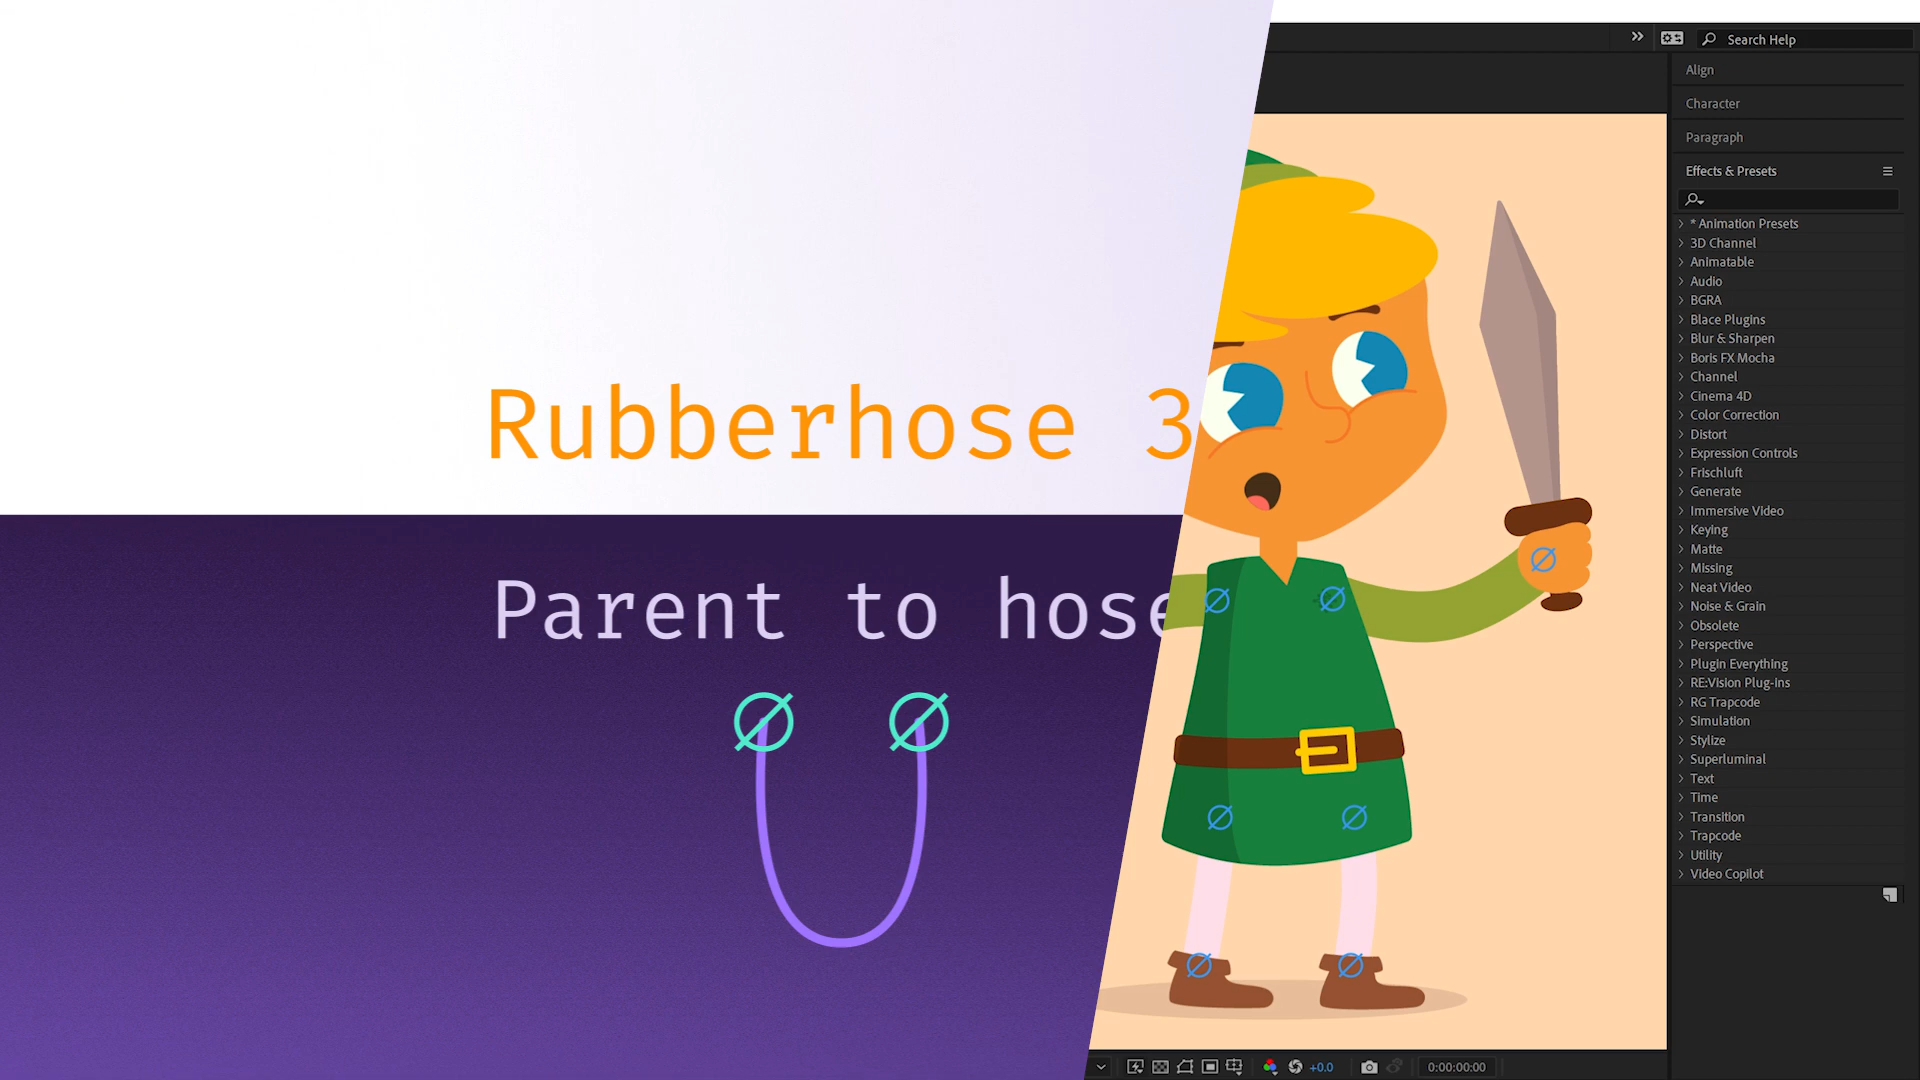 Rubberhose 3
Parent to hose
Search Help
Align
Character
Paragraph
Effects & Presets
* Animation Presets
3D Channel
Animatable
Audio
BGRA
Blace Plugins
Blur & Sharpen
Boris FX Mocha
Channel
Cinema 4D
Color Correction
Distort
Expression Controls
Frischluft
Generate
Immersive Video
Keying
Matte
Missing
Neat Video
Noise & Grain
Obsolete
Perspective
Plugin Everything
RE:Vision Plug-ins
RG Trapcode
Simulation
Stylize
Superluminal
Text
Time
Transition
Trapcode
Utility
Video Copilot
+0.0
0:00:00:00